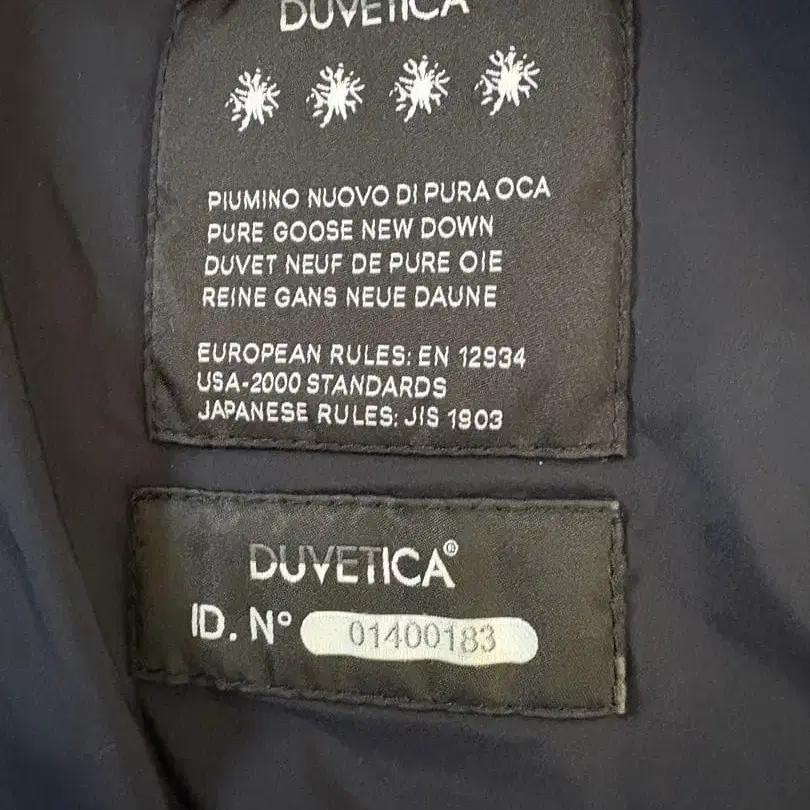 DUVETICA
PIUMINO NUOVO DI PURA OCA
PURE GOOSE NEW DOWN
DUVET NEUF DE PURE OIE
REINE GANS NEUE DAUNE
EUROPEAN RULES: EN 12934
USA-2000 STANDARDS
JAPANESE RULES: JIS 1903
DUVETICA®
ID. N° 01400183